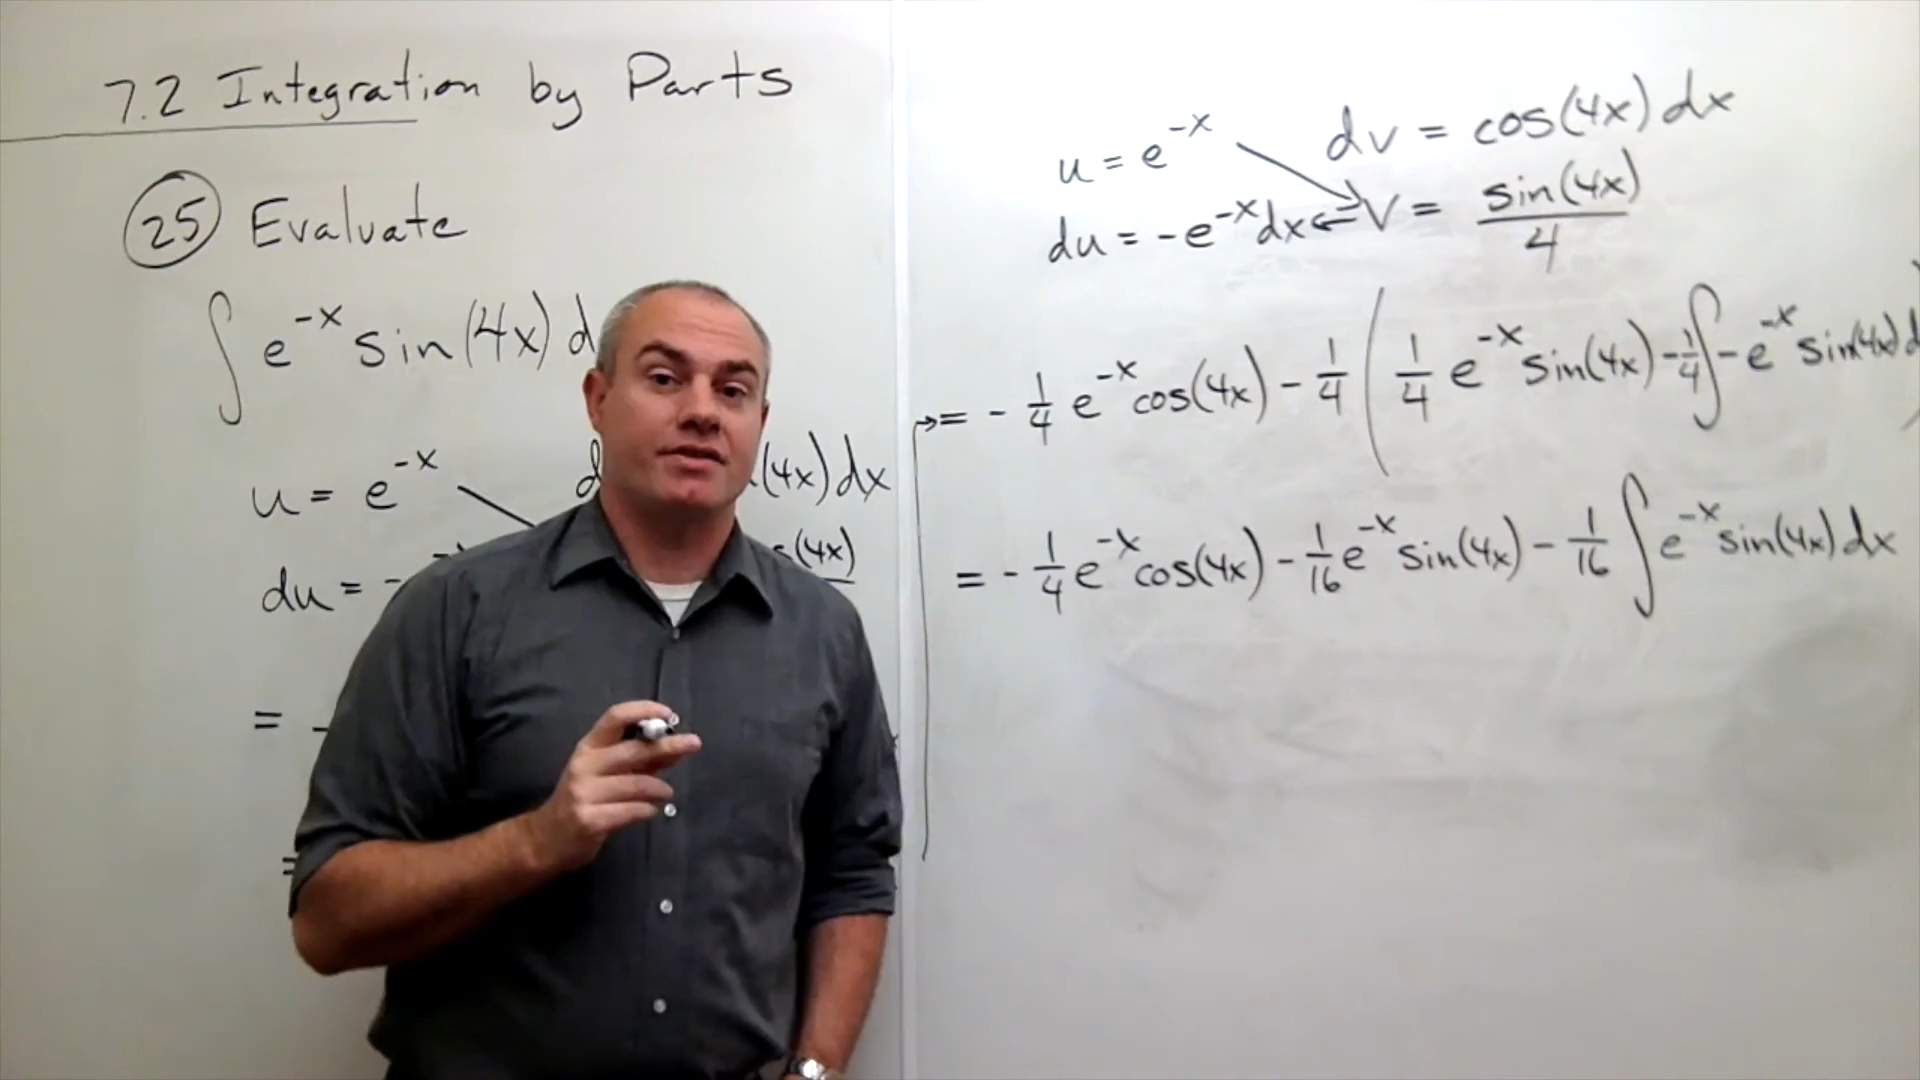 7.2 Integration by Parts
25 Evaluate
∫ e^-x sin(4x) d
u = e^-x d (4x) dx
du = - (4x)
= -
=
u = e^-x dv = cos(4x) dx
du = -e^-x dx v = sin(4x)/4
= - 1/4 e^-x cos(4x) - 1/4 ( 1/4 e^-x sin(4x) - 1/4 ∫ -e^-x sin(4x) d
= - 1/4 e^-x cos(4x) - 1/16 e^-x sin(4x) - 1/16 ∫ e^-x sin(4x) dx